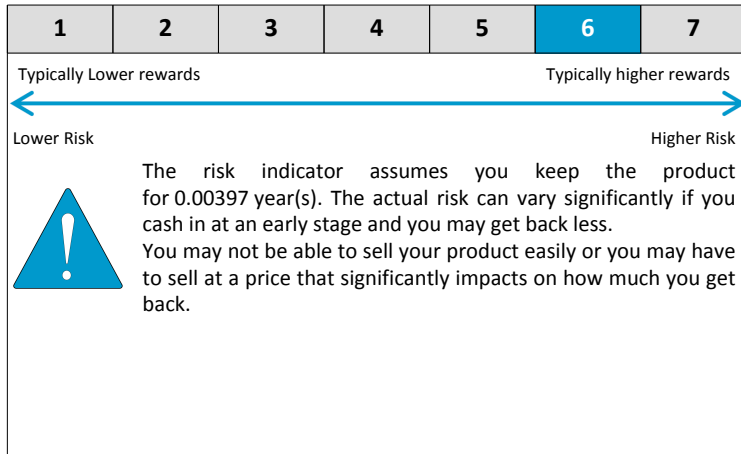 1 2 3 4 5 6 7
Typically Lower rewards Typically higher rewards
Lower Risk Higher Risk
The risk indicator assumes you keep the product
for 0.00397 year(s). The actual risk can vary significantly if you
cash in at an early stage and you may get back less.
You may not be able to sell your product easily or you may have
to sell at a price that significantly impacts on how much you get
back.